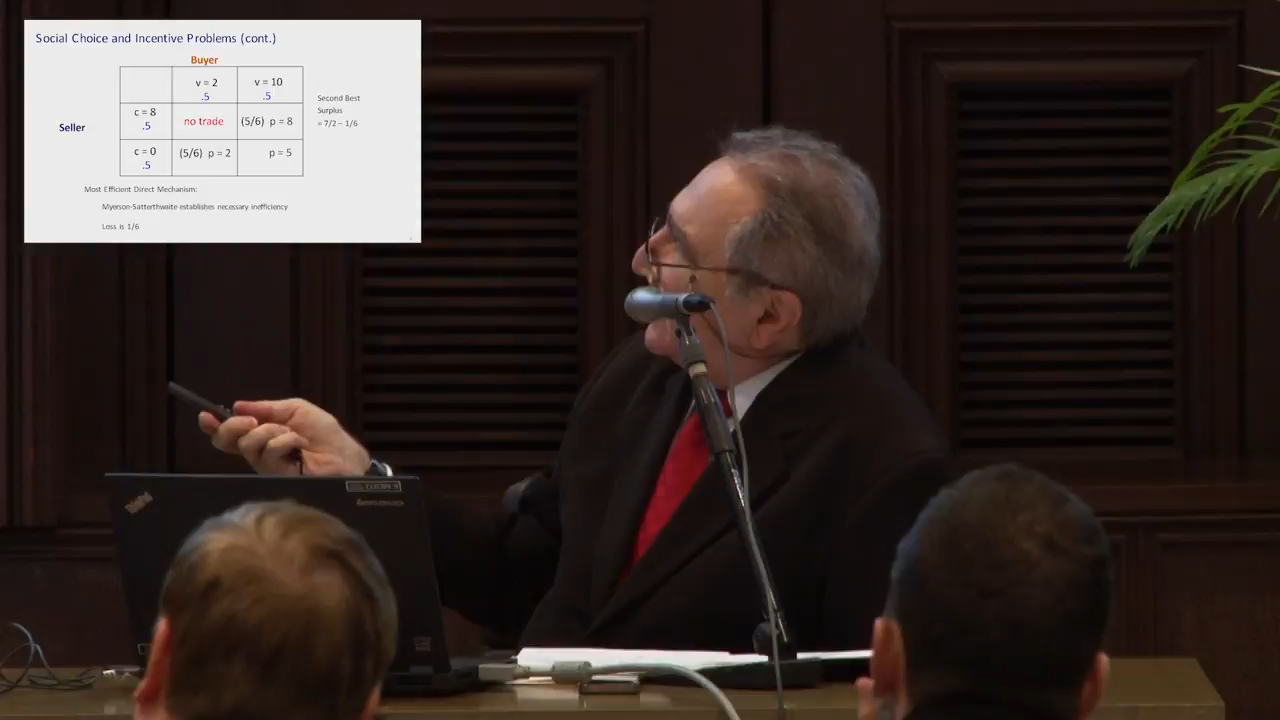 Social Choice and Incentive Problems (cont.)
Buyer
v = 2
.5
v = 10
.5
Seller
c = 8
.5
no trade
(5/6) p = 8
c = 0
.5
(5/6) p = 2
p = 5
Second Best
Surplus
= 7/2 – 1/6
Most Efficient Direct Mechanism:
Myerson-Satterthwaite establishes necessary inefficiency
Loss is 1/6
ThinkPad